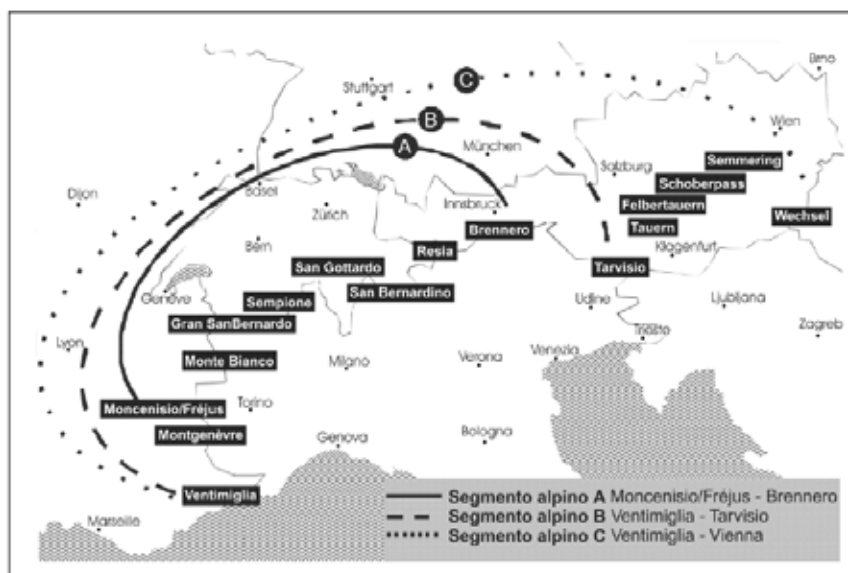 Brno
C
Stuttgart
Wien
B
A
München
Salzburg
Semmering
Schoberpass
Dijon
Basel
Zürich
Innsbruck
Felbertauern
Wechsel
Brennero
Tauern
Bern
Resia
Klagenfurt
San Gottardo
Tarvisio
Genève
Sempione
San Bernardino
Udine
Ljubljana
Gran SanBernardo
Lyon
Trieste
Zagreb
Monte Bianco
Milano
Verona
Venezia
Moncenisio/Fréjus
Torino
Montgenèvre
Genova
Bologna
Ventimiglia
Segmento alpino A Moncenisio/Fréjus - Brennero
Segmento alpino B Ventimiglia - Tarvisio
Marseille
Segmento alpino C Ventimiglia - Vienna